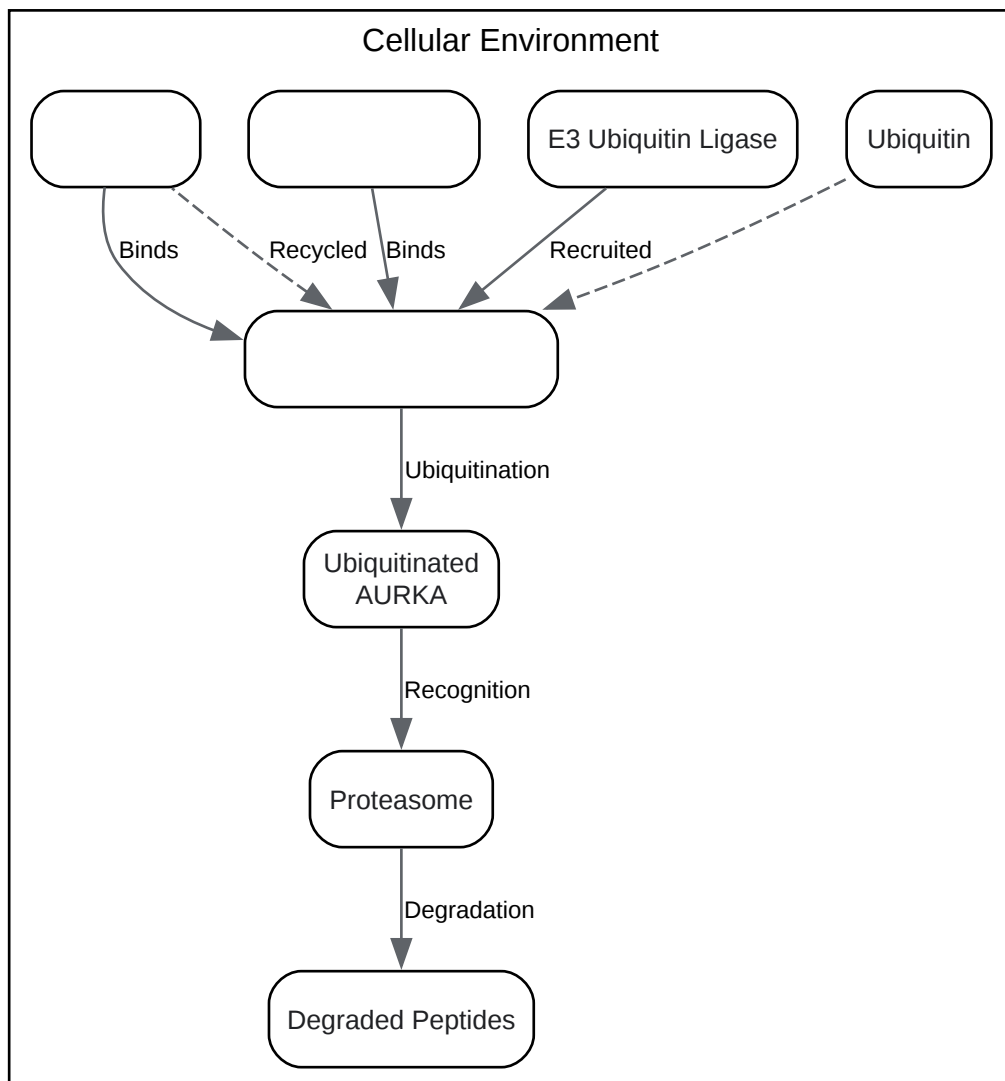 Cellular Environment
E3 Ubiquitin Ligase
Ubiquitin
Binds
Recycled
Binds
Recruited
Ubiquitination
Ubiquitinated
AURKA
Recognition
Proteasome
Degradation
Degraded Peptides